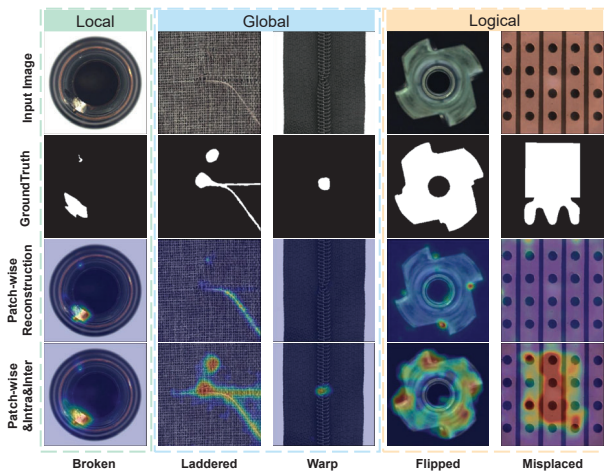 Local
Global
Logical
Input Image
GroundTruth
Patch-wise
Reconstruction
Patch-wise
&Intra&Inter
Broken
Laddered
Warp
Flipped
Misplaced